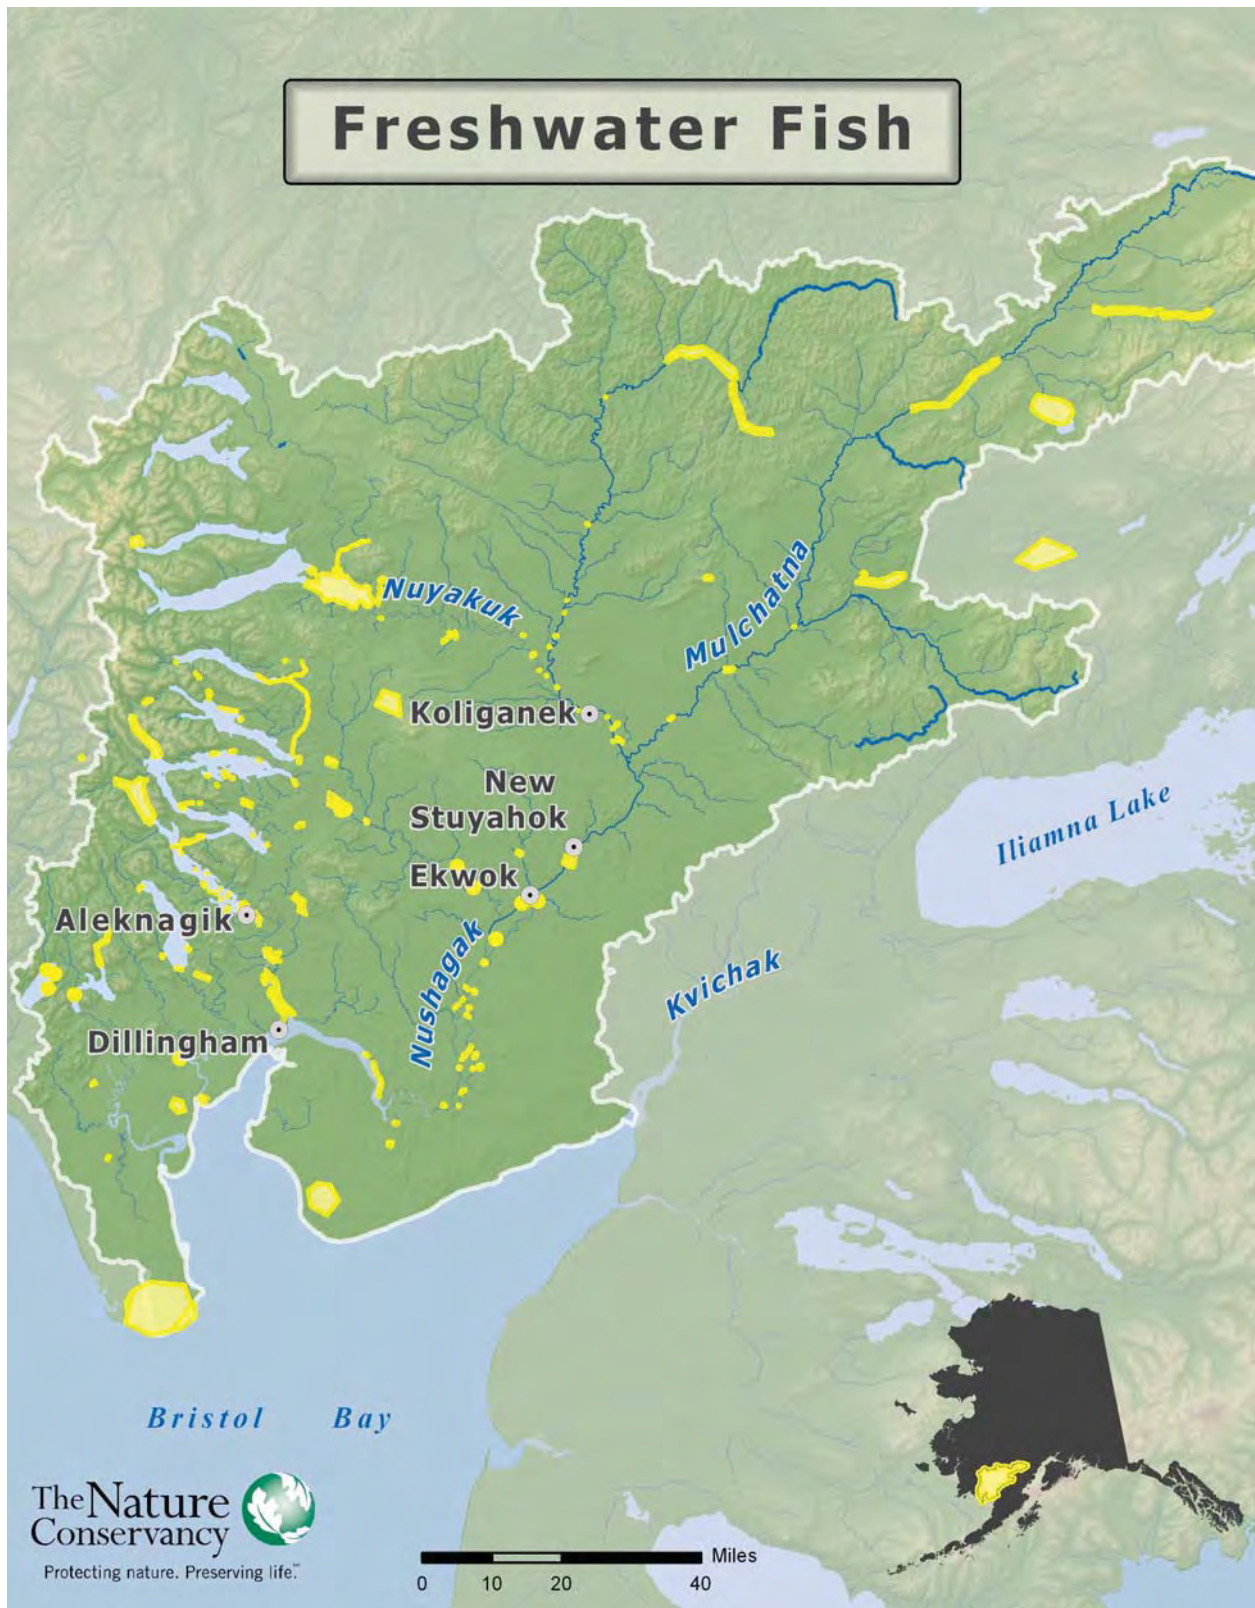 Freshwater Fish
Nuyakuk
Mulchatna
Koliganek
New
Stuyahok
Iliamna Lake
Ekwok
Aleknagik
Nushagak
Kvichak
Dillingham
Bristol Bay
The Nature
Conservancy
Protecting nature. Preserving life.
Miles
0 10 20 40